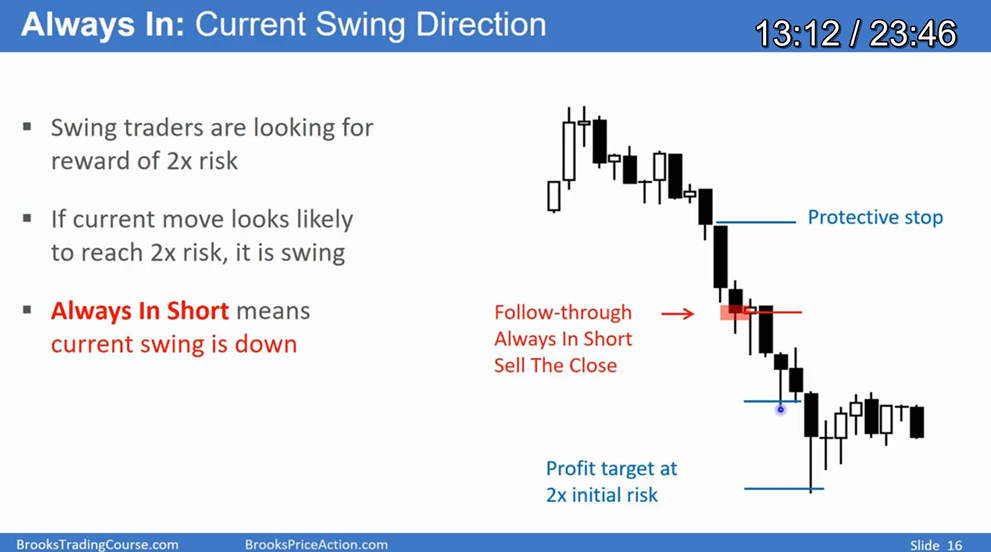 Always In: Current Swing Direction
13:12 / 23:46
▪ Swing traders are looking for
reward of 2x risk
▪ If current move looks likely
to reach 2x risk, it is swing
▪ Always In Short means
current swing is down
Protective stop
Follow-through
Always In Short
Sell The Close
Profit target at
2x initial risk
BrooksTradingCourse.com
BrooksPriceAction.com
Slide 16